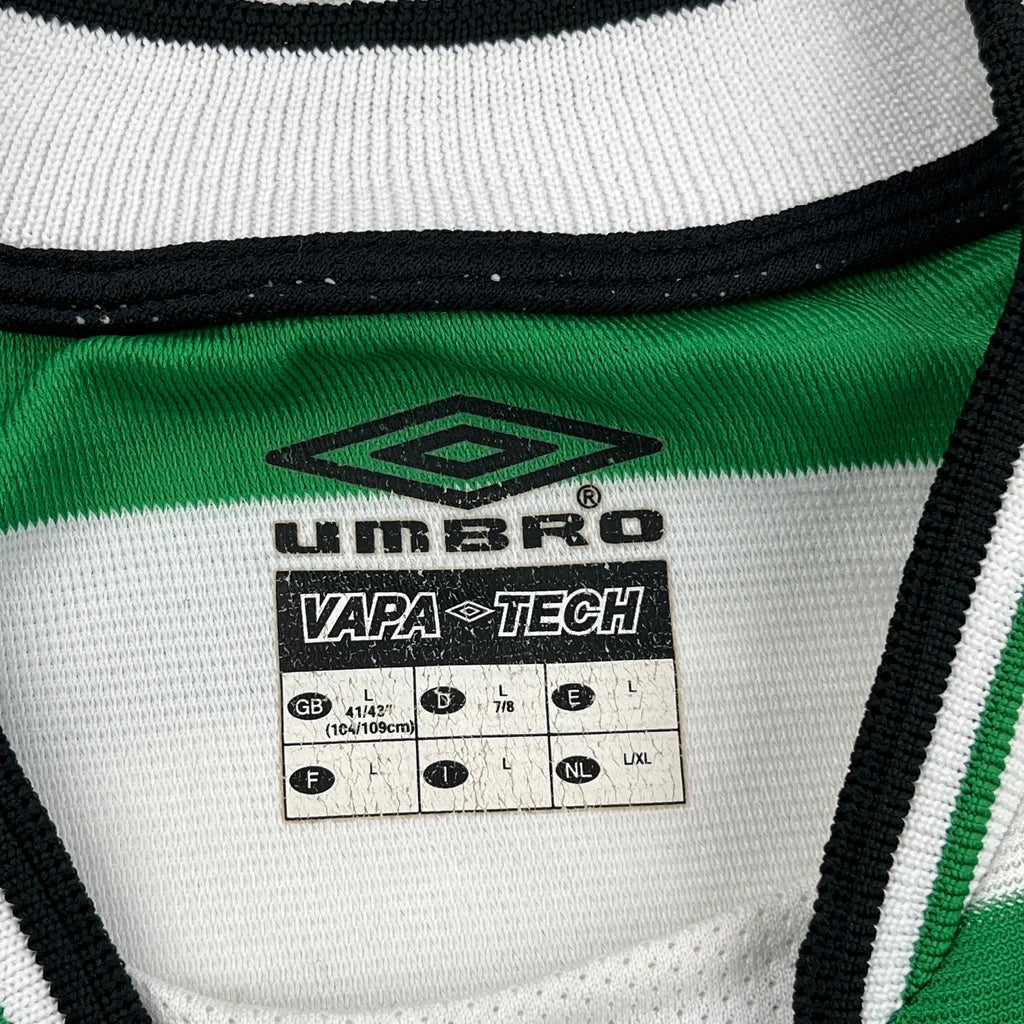 UMBRO®
VAPA TECH
GB L 41/43" (104/109cm)
D L 7/8
E L
F L
I L
NL L/XL